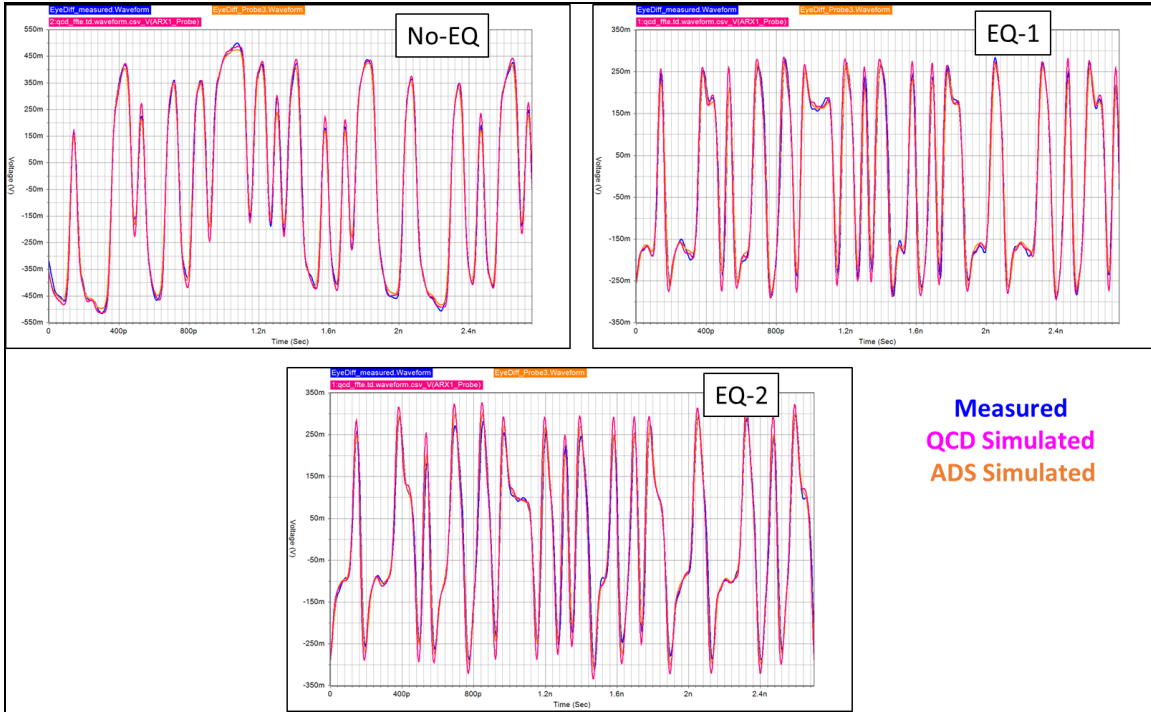 EyeDiff_measured.Waveform EyeDiff_Probe3.Waveform
2:qcd_ffte.td.waveform.csv_V(ARX1_Probe)
No-EQ
550m
450m
350m
250m
150m
50m
-50m
-150m
-250m
-350m
-450m
-550m
Voltage (V)
0 400p 800p 1.2n 1.6n 2n 2.4n
Time (Sec)
EyeDiff_measured.Waveform EyeDiff_Probe3.Waveform
1:qcd_ffte.td.waveform.csv_V(ARX1_Probe)
EQ-1
350m
250m
150m
50m
-50m
-150m
-250m
-350m
Voltage (V)
0 400p 800p 1.2n 1.6n 2n 2.4n
Time (Sec)
EyeDiff_measured.Waveform EyeDiff_Probe3.Waveform
1:qcd_ffte.td.waveform.csv_V(ARX1_Probe)
EQ-2
350m
250m
150m
50m
-50m
-150m
-250m
-350m
Voltage (V)
0 400p 800p 1.2n 1.6n 2n 2.4n
Time (Sec)
Measured
QCD Simulated
ADS Simulated